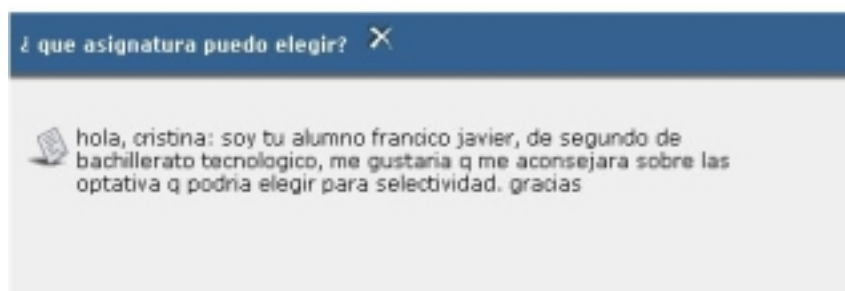 ¿ que asignatura puedo elegir?
hola, cristina: soy tu alumno francico javier, de segundo de
bachillerato tecnologico, me gustaria q me aconsejara sobre las
optativa q podria elegir para selectividad. gracias